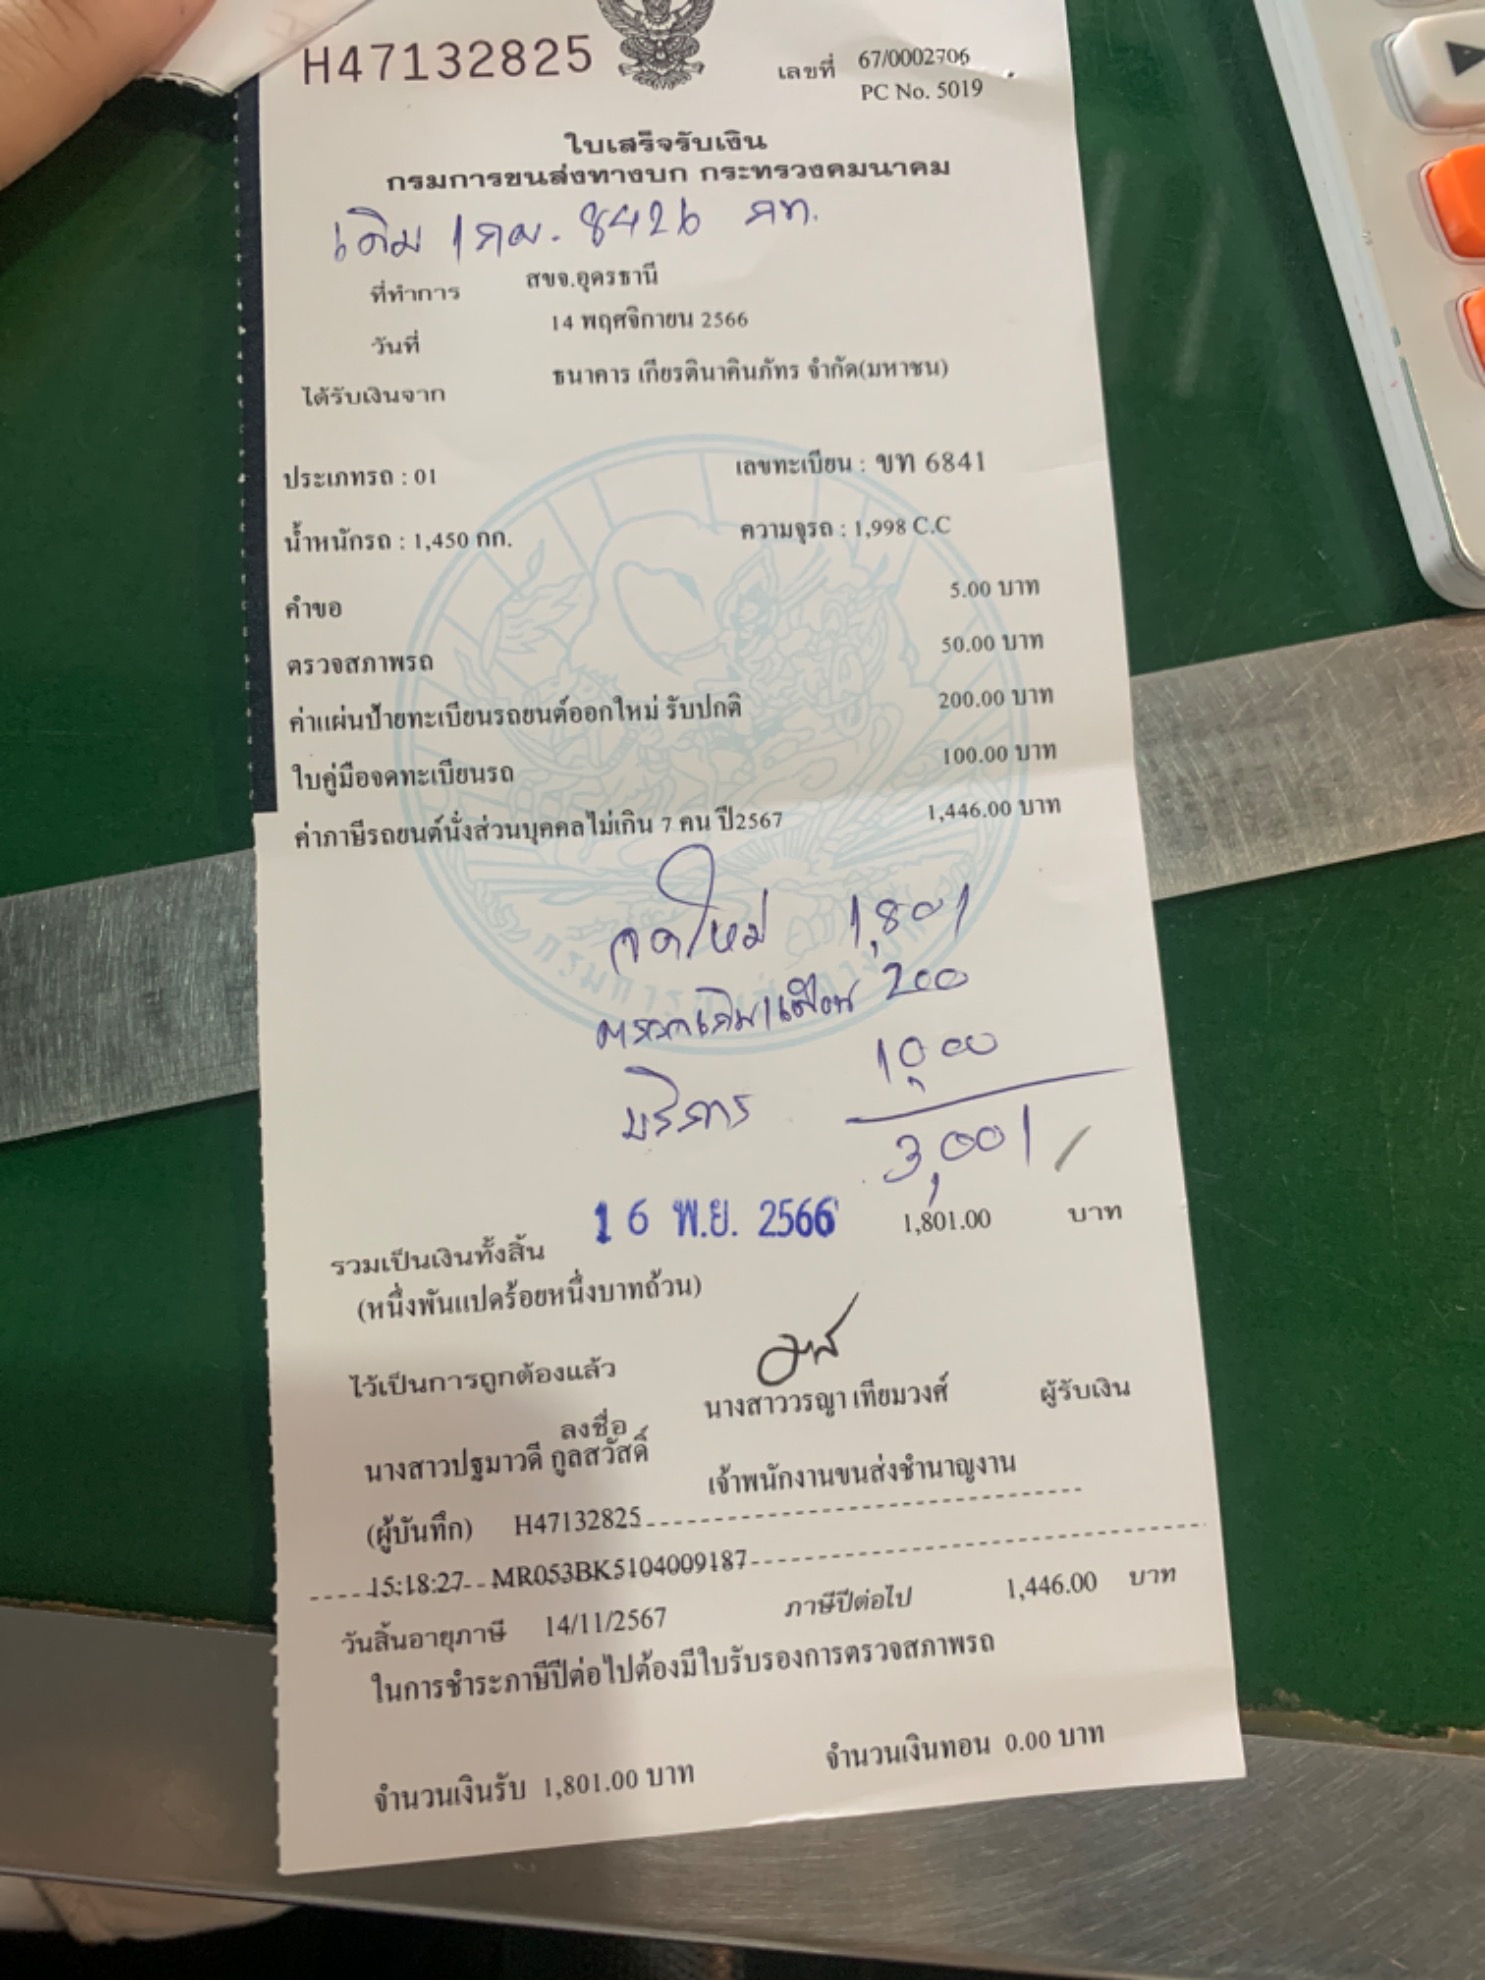 H47132825
เลขที่ 67/0002706
PC No. 5019
ใบเสร็จรับเงิน
กรมการขนส่งทางบก กระทรวงคมนาคม
เดิม 1กฌ. 8426 กท.
ที่ทำการ สขจ.อุดรธานี
วันที่ 14 พฤศจิกายน 2566
ได้รับเงินจาก ธนาคาร เกียรตินาคินภัทร จำกัด(มหาชน)
ประเภทรถ : 01 เลขทะเบียน : ขท 6841
น้ำหนักรถ : 1,450 กก. ความจุรถ : 1,998 C.C
คำขอ 5.00 บาท
ตรวจสภาพรถ 50.00 บาท
ค่าแผ่นป้ายทะเบียนรถยนต์ออกใหม่ รับปกติ 200.00 บาท
ใบคู่มือจดทะเบียนรถ 100.00 บาท
ค่าภาษีรถยนต์นั่งส่วนบุคคลไม่เกิน 7 คน ปี2567 1,446.00 บาท
จดใหม่ 1,801
200
บริการ 1,000
3,001/
16 พ.ย. 2566
รวมเป็นเงินทั้งสิ้น 1,801.00 บาท
(หนึ่งพันแปดร้อยหนึ่งบาทถ้วน)
ไว้เป็นการถูกต้องแล้ว
ลงชื่อ นางสาววรญา เทียมวงศ์ ผู้รับเงิน
นางสาวปฐมาวดี กูลสวัสดิ์ เจ้าพนักงานขนส่งชำนาญงาน
(ผู้บันทึก) H47132825
15:18:27 MR053BK5104009187
วันสิ้นอายุภาษี 14/11/2567 ภาษีปีต่อไป 1,446.00 บาท
ในการชำระภาษีปีต่อไปต้องมีใบรับรองการตรวจสภาพรถ
จำนวนเงินรับ 1,801.00 บาท จำนวนเงินทอน 0.00 บาท